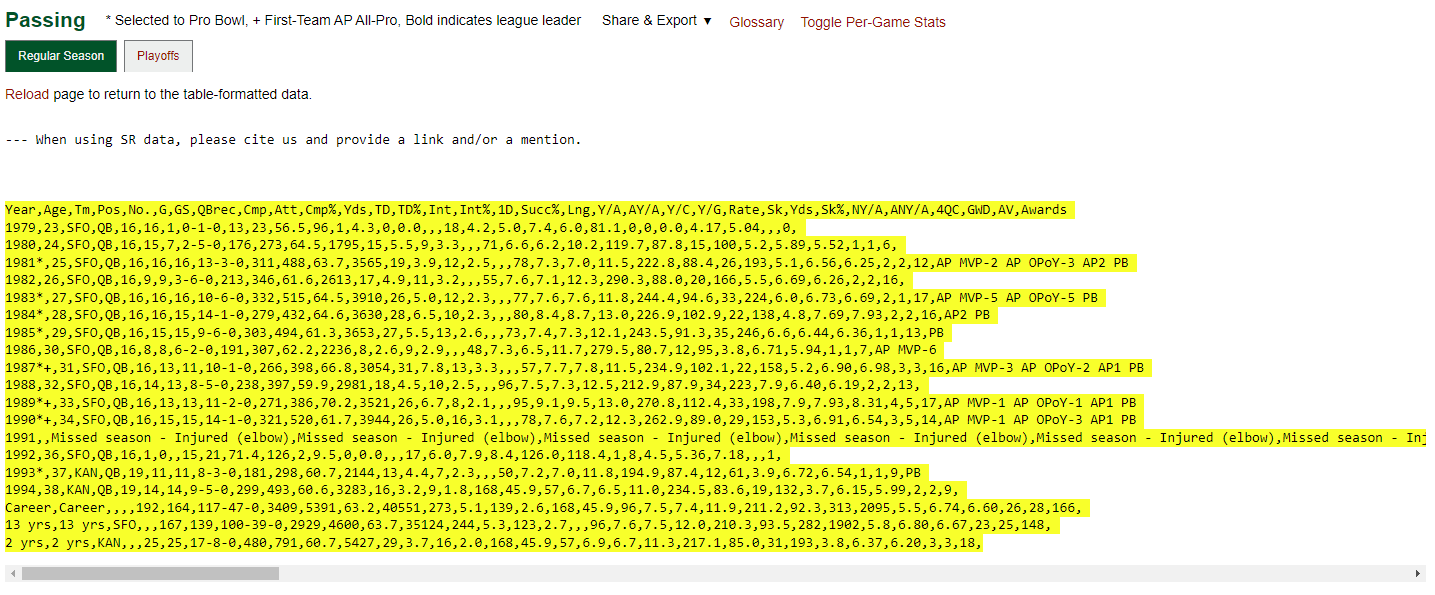 Passing * Selected to Pro Bowl, + First-Team AP All-Pro, Bold indicates league leader Share & Export ▼ Glossary Toggle Per-Game Stats
Regular Season Playoffs
Reload page to return to the table-formatted data.
--- When using SR data, please cite us and provide a link and/or a mention.
Year,Age,Tm,Pos,No.,G,GS,QBrec,Cmp,Att,Cmp%,Yds,TD,TD%,Int,Int%,1D,Succ%,Lng,Y/A,AY/A,Y/C,Y/G,Rate,Sk,Yds,Sk%,NY/A,ANY/A,4QC,GWD,AV,Awards
1979,23,SFO,QB,16,16,1,0-1-0,13,23,56.5,96,1,4.3,0,0.0,,,18,4.2,5.0,7.4,6.0,81.1,0,0,0.0,4.17,5.04,,,0,
1980,24,SFO,QB,16,15,7,2-5-0,176,273,64.5,1795,15,5.5,9,3.3,,,71,6.6,6.2,10.2,119.7,87.8,15,100,5.2,5.89,5.52,1,1,6,
1981*,25,SFO,QB,16,16,16,13-3-0,311,488,63.7,3565,19,3.9,12,2.5,,,78,7.3,7.0,11.5,222.8,88.4,26,193,5.1,6.56,6.25,2,2,12,AP MVP-2 AP OPoY-3 AP2 PB
1982,26,SFO,QB,16,9,9,3-6-0,213,346,61.6,2613,17,4.9,11,3.2,,,55,7.6,7.1,12.3,290.3,88.0,20,166,5.5,6.69,6.26,2,2,16,
1983*,27,SFO,QB,16,16,16,10-6-0,332,515,64.5,3910,26,5.0,12,2.3,,,77,7.6,7.6,11.8,244.4,94.6,33,224,6.0,6.73,6.69,2,1,17,AP MVP-5 AP OPoY-5 PB
1984*,28,SFO,QB,16,16,15,14-1-0,279,432,64.6,3630,28,6.5,10,2.3,,,80,8.4,8.7,13.0,226.9,102.9,22,138,4.8,7.69,7.93,2,2,16,AP2 PB
1985*,29,SFO,QB,16,15,15,9-6-0,303,494,61.3,3653,27,5.5,13,2.6,,,73,7.4,7.3,12.1,243.5,91.3,35,246,6.6,6.44,6.36,1,1,13,PB
1986,30,SFO,QB,16,8,8,6-2-0,191,307,62.2,2236,8,2.6,9,2.9,,,48,7.3,6.5,11.7,279.5,80.7,12,95,3.8,6.71,5.94,1,1,7,AP MVP-6
1987*+,31,SFO,QB,16,13,11,10-1-0,266,398,66.8,3054,31,7.8,13,3.3,,,57,7.7,7.8,11.5,234.9,102.1,22,158,5.2,6.90,6.98,3,3,16,AP MVP-3 AP OPoY-2 AP1 PB
1988,32,SFO,QB,16,14,13,8-5-0,238,397,59.9,2981,18,4.5,10,2.5,,,96,7.5,7.3,12.5,212.9,87.9,34,223,7.9,6.40,6.19,2,2,13,
1989*+,33,SFO,QB,16,13,13,11-2-0,271,386,70.2,3521,26,6.7,8,2.1,,,95,9.1,9.5,13.0,270.8,112.4,33,198,7.9,7.93,8.31,4,5,17,AP MVP-1 AP OPoY-1 AP1 PB
1990*+,34,SFO,QB,16,15,15,14-1-0,321,520,61.7,3944,26,5.0,16,3.1,,,78,7.6,7.2,12.3,262.9,89.0,29,153,5.3,6.91,6.54,3,5,14,AP MVP-1 AP OPoY-3 AP1 PB
1991,,Missed season - Injured (elbow),Missed season - Injured (elbow),Missed season - Injured (elbow),Missed season - Injured (elbow),Missed season - Inj
1992,36,SFO,QB,16,1,0,,15,21,71.4,126,2,9.5,0,0.0,,,17,6.0,7.9,8.4,126.0,118.4,1,8,4.5,5.36,7.18,,,1,
1993*,37,KAN,QB,19,11,11,8-3-0,181,298,60.7,2144,13,4.4,7,2.3,,,50,7.2,7.0,11.8,194.9,87.4,12,61,3.9,6.72,6.54,1,1,9,PB
1994,38,KAN,QB,19,14,14,9-5-0,299,493,60.6,3283,16,3.2,9,1.8,168,45.9,57,6.7,6.5,11.0,234.5,83.6,19,132,3.7,6.15,5.99,2,2,9,
Career,Career,,,,192,164,117-47-0,3409,5391,63.2,40551,273,5.1,139,2.6,168,45.9,96,7.5,7.4,11.9,211.2,92.3,313,2095,5.5,6.74,6.60,26,28,166,
13 yrs,13 yrs,SFO,,,167,139,100-39-0,2929,4600,63.7,35124,244,5.3,123,2.7,,,96,7.6,7.5,12.0,210.3,93.5,282,1902,5.8,6.80,6.67,23,25,148,
2 yrs,2 yrs,KAN,,,25,25,17-8-0,480,791,60.7,5427,29,3.7,16,2.0,168,45.9,57,6.9,6.7,11.3,217.1,85.0,31,193,3.8,6.37,6.20,3,3,18,